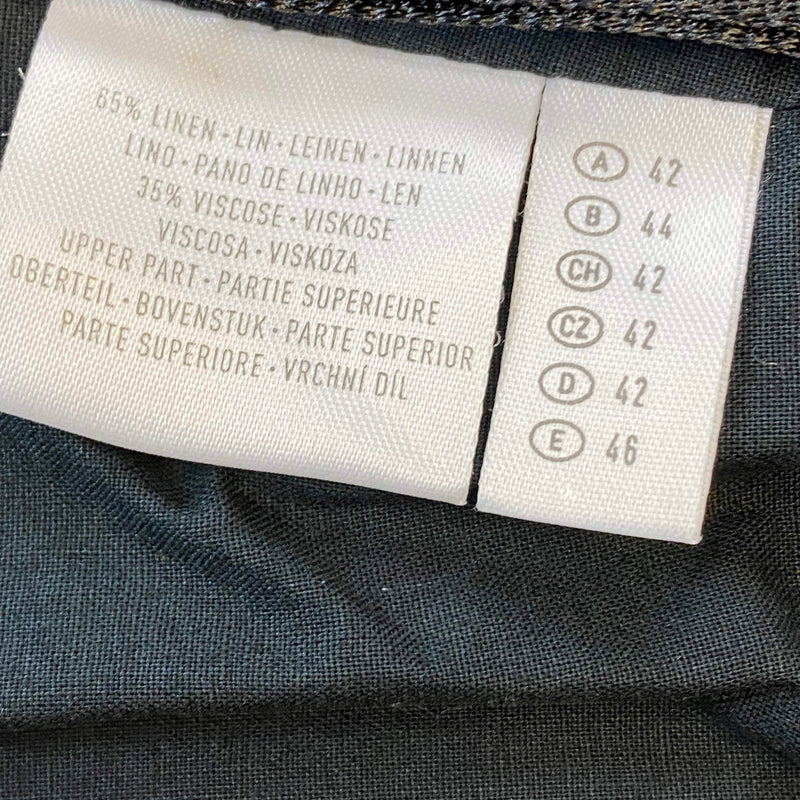 65% LINEN · LIN · LEINEN · LINNEN
LINO · PANO DE LINHO · LEN
35% VISCOSE · VISKOSE
VISCOSA · VISKÓZA
UPPER PART · PARTIE SUPERIEURE
OBERTEIL · BOVENSTUK · PARTE SUPERIOR
PARTE SUPERIORE · VRCHNÍ DÍL
A 42
B 44
CH 42
CZ 42
D 42
E 46